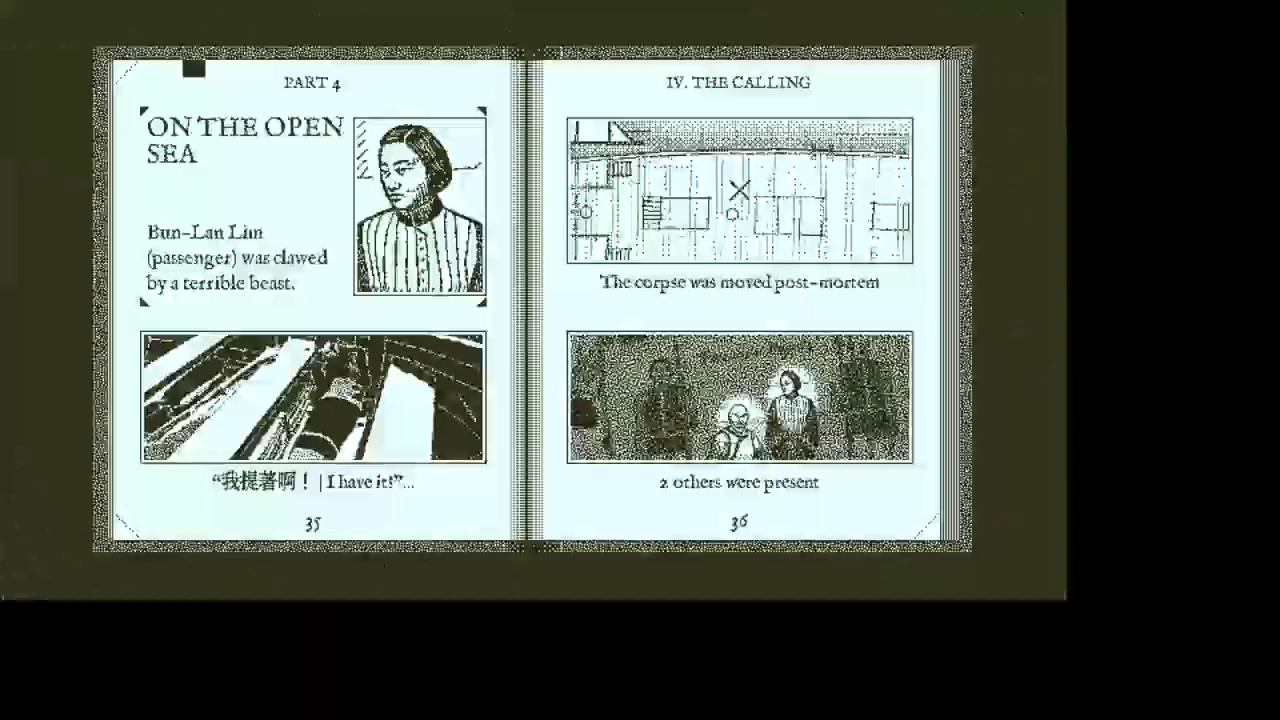 PART 4
ON THE OPEN
SEA
Bun-Lan Lim
(passenger) was clawed
by a terrible beast.
“我提著啊！ | I have it!”...
35
IV. THE CALLING
The corpse was moved post-mortem
2 others were present
36